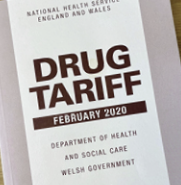 NATIONAL HEALTH SERVICE
ENGLAND AND WALES
DRUG
TARIFF
FEBRUARY 2020
DEPARTMENT OF HEALTH
AND SOCIAL CARE
WELSH GOVERNMENT